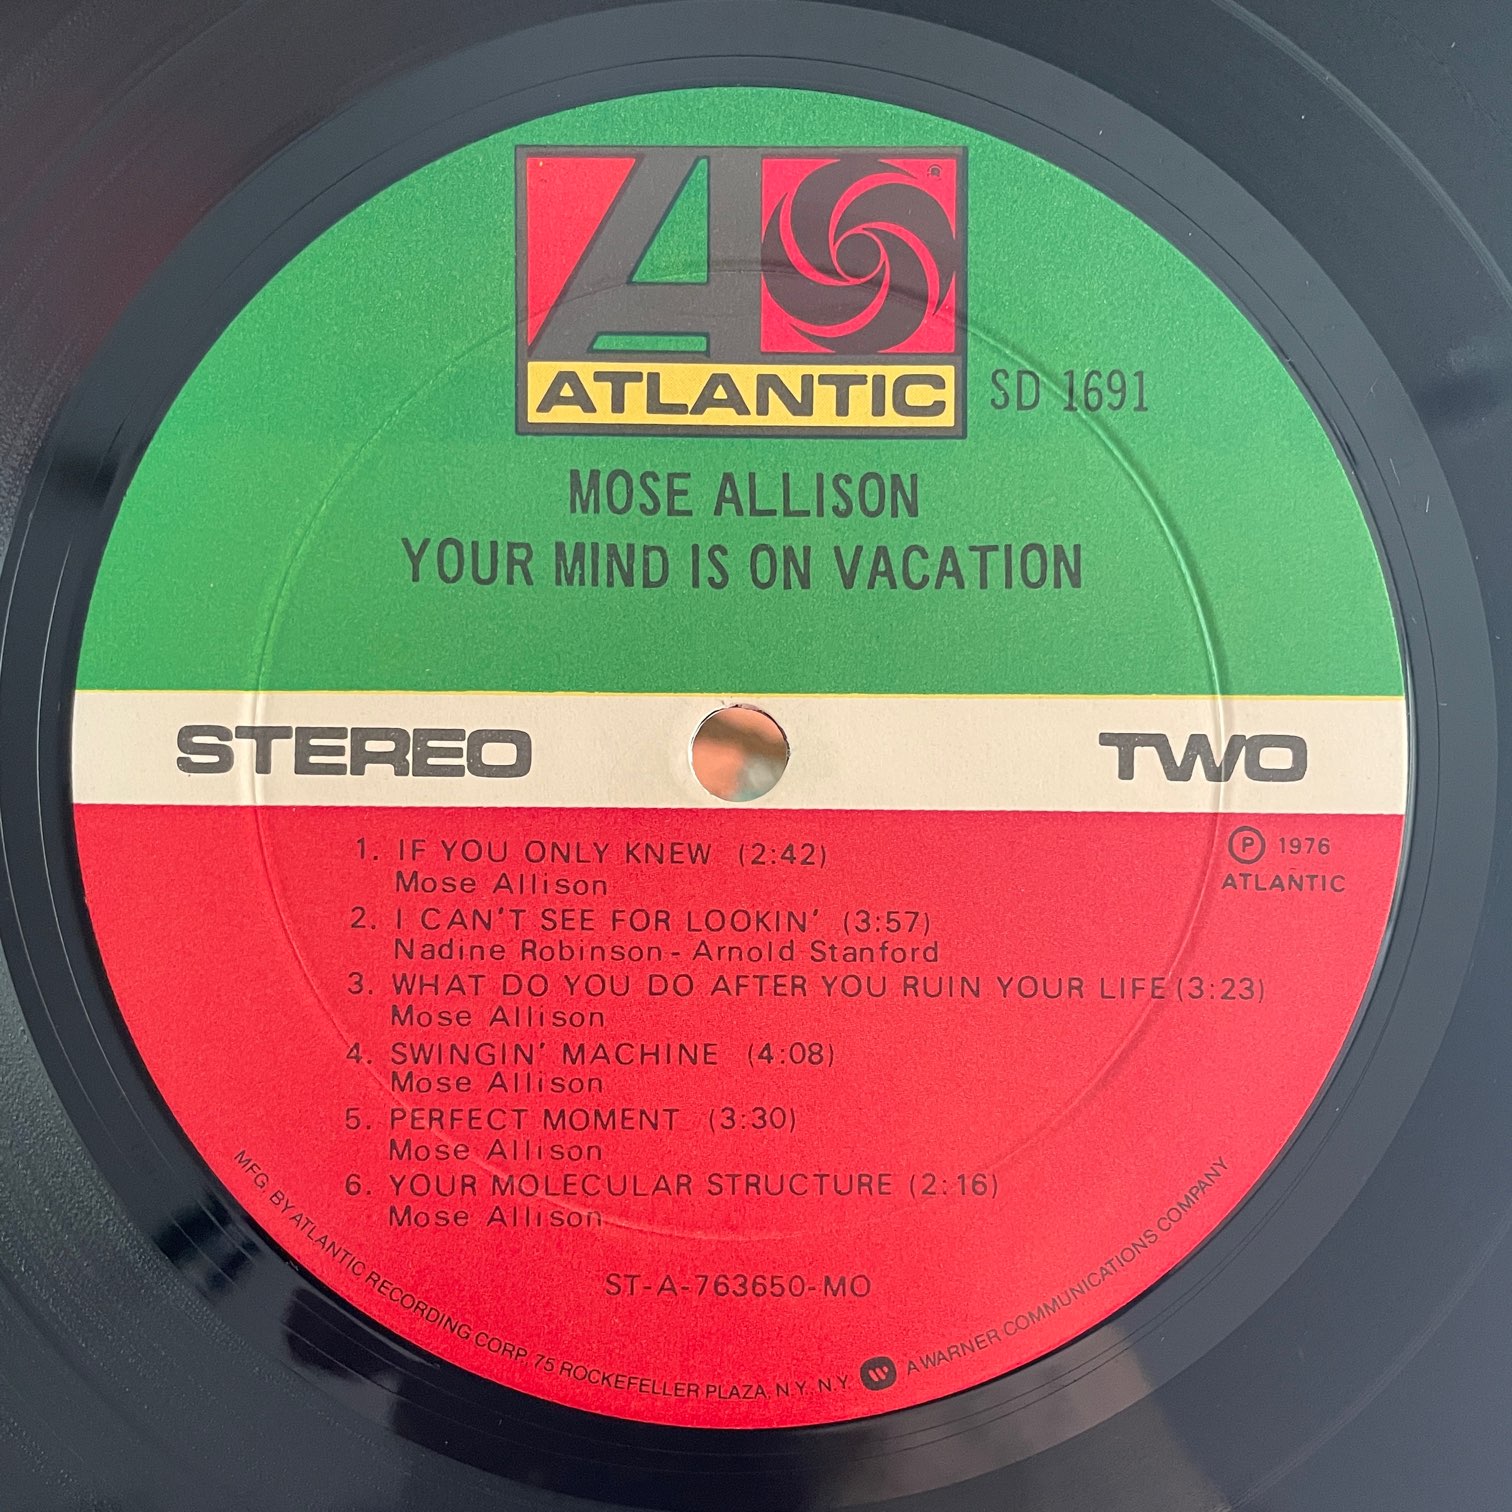 ATLANTIC
SD 1691
MOSE ALLISON
YOUR MIND IS ON VACATION
STEREO
TWO
1. IF YOU ONLY KNEW (2:42)
Mose Allison
2. I CAN'T SEE FOR LOOKIN' (3:57)
Nadine Robinson - Arnold Stanford
3. WHAT DO YOU DO AFTER YOU RUIN YOUR LIFE (3:23)
Mose Allison
4. SWINGIN' MACHINE (4:08)
Mose Allison
5. PERFECT MOMENT (3:30)
Mose Allison
6. YOUR MOLECULAR STRUCTURE (2:16)
Mose Allison
Ⓟ 1976
ATLANTIC
ST-A-763650-MO
MFG. BY ATLANTIC RECORDING CORP. 75 ROCKEFELLER PLAZA, N.Y., N.Y. W A WARNER COMMUNICATIONS COMPANY